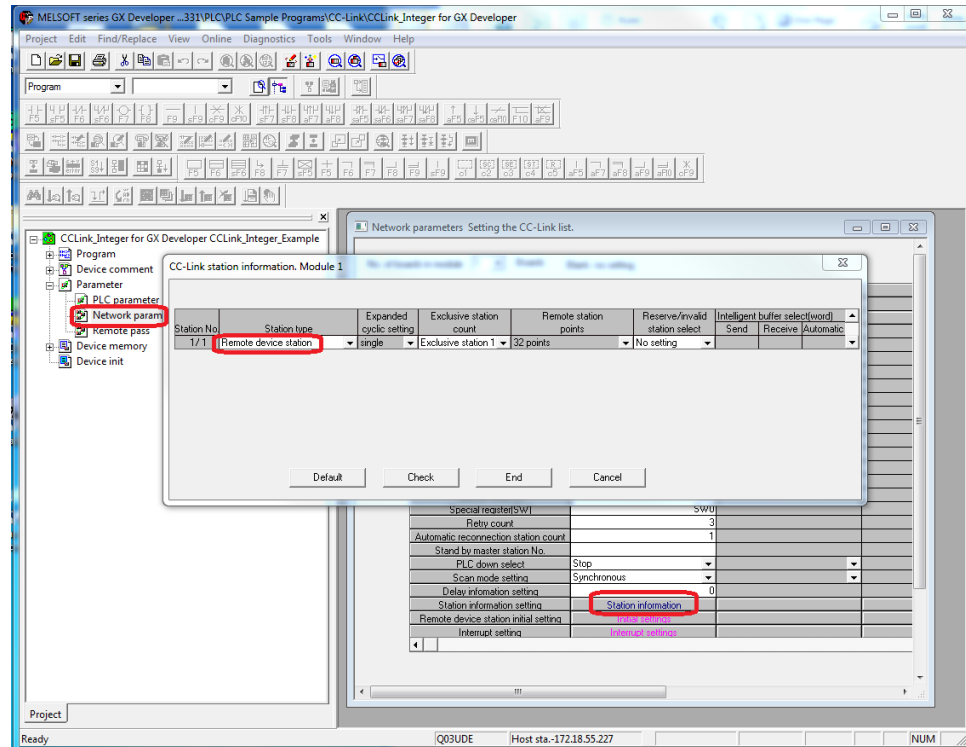 MELSOFT series GX Developer ...331\PLC\PLC Sample Programs\CC-Link\CCLink_Integer for GX Developer
Project Edit Find/Replace View Online Diagnostics Tools Window Help
Program
CCLink_Integer for GX Developer CCLink_Integer_Example
Program
Device comment
Parameter
PLC parameter
Network param
Remote pass
Device memory
Device init
Project
Network parameters Setting the CC-Link list.
CC-Link station information. Module 1
Expanded Exclusive station Remote station Reserve/invalid Intelligent buffer select(word)
Station No. Station type cyclic setting count points station select Send Receive Automatic
1/1 Remote device station single Exclusive station 1 32 points No setting
Default Check End Cancel
Special register(SW) SW0
Retry count 3
Automatic reconnection station count 1
Stand by master station No.
PLC down select Stop
Scan mode setting Synchronous
Delay infomation setting 0
Station information setting Station information
Remote device station initial setting Initial settings
Interrupt setting Interrupt settings
Ready Q03UDE Host sta.-172.18.55.227 NUM